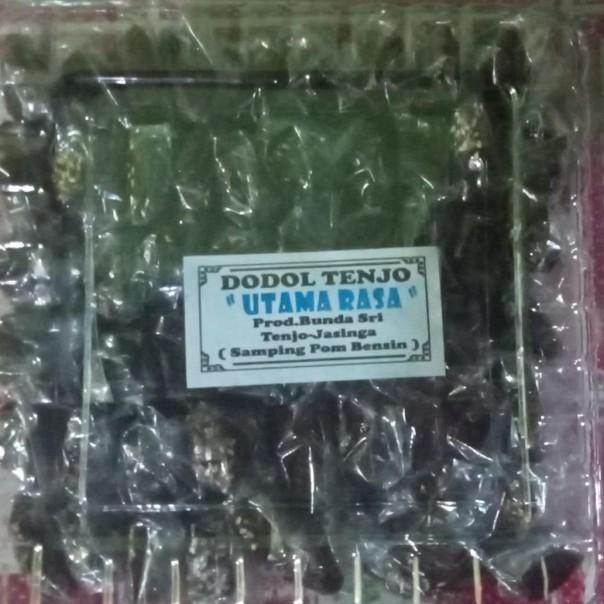 DODOL TENJO
" UTAMA RASA "
Prod.Bunda Sri
Tenjo-Jasinga
( Samping Pom Bensin )